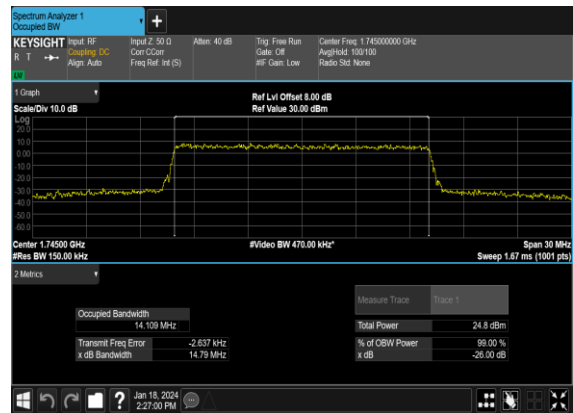 Spectrum Analyzer 1
Occupied BW
+
KEYSIGHT Input: RF Input Z: 50 Ω Atten: 40 dB Trig: Free Run Center Freq: 1.745000000 GHz
R T Coupling: DC Corr CCorr Gate: Off Avg|Hold: 100/100
Align: Auto Freq Ref: Int (S) #IF Gain: Low Radio Std: None
LW
1 Graph
Ref Lvl Offset 8.00 dB
Scale/Div 10.0 dB Ref Value 30.00 dBm
Log
20.0
10.0
0.00
-10.0
-20.0
-30.0
-40.0
-50.0
-60.0
Center 1.74500 GHz #Video BW 470.00 kHz* Span 30 MHz
#Res BW 150.00 kHz Sweep 1.67 ms (1001 pts)
2 Metrics
Measure Trace Trace 1
Occupied Bandwidth
14.109 MHz Total Power 24.8 dBm
Transmit Freq Error -2.637 kHz % of OBW Power 99.00 %
x dB Bandwidth 14.79 MHz x dB -26.00 dB
? Jan 18, 2024
2:27:00 PM